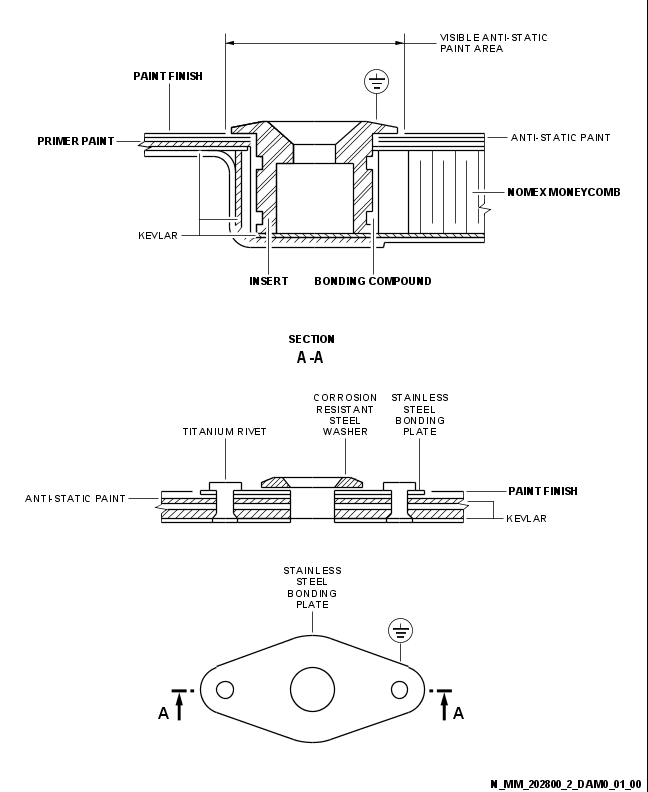 VISIBLE ANTI-STATIC
PAINT AREA
PAINT FINISH
PRIMER PAINT
ANTI-STATIC PAINT
NOMEX MONEYCOMB
KEVLAR
INSERT
BONDING COMPOUND
SECTION
A-A
CORROSION
RESISTANT
STEEL
WASHER
STAINLESS
STEEL
BONDING
PLATE
TITANIUM RIVET
ANTI-STATIC PAINT
PAINT FINISH
KEVLAR
STAINLESS
STEEL
BONDING
PLATE
A
A
N_MM_202800_2_DAM0_01_00